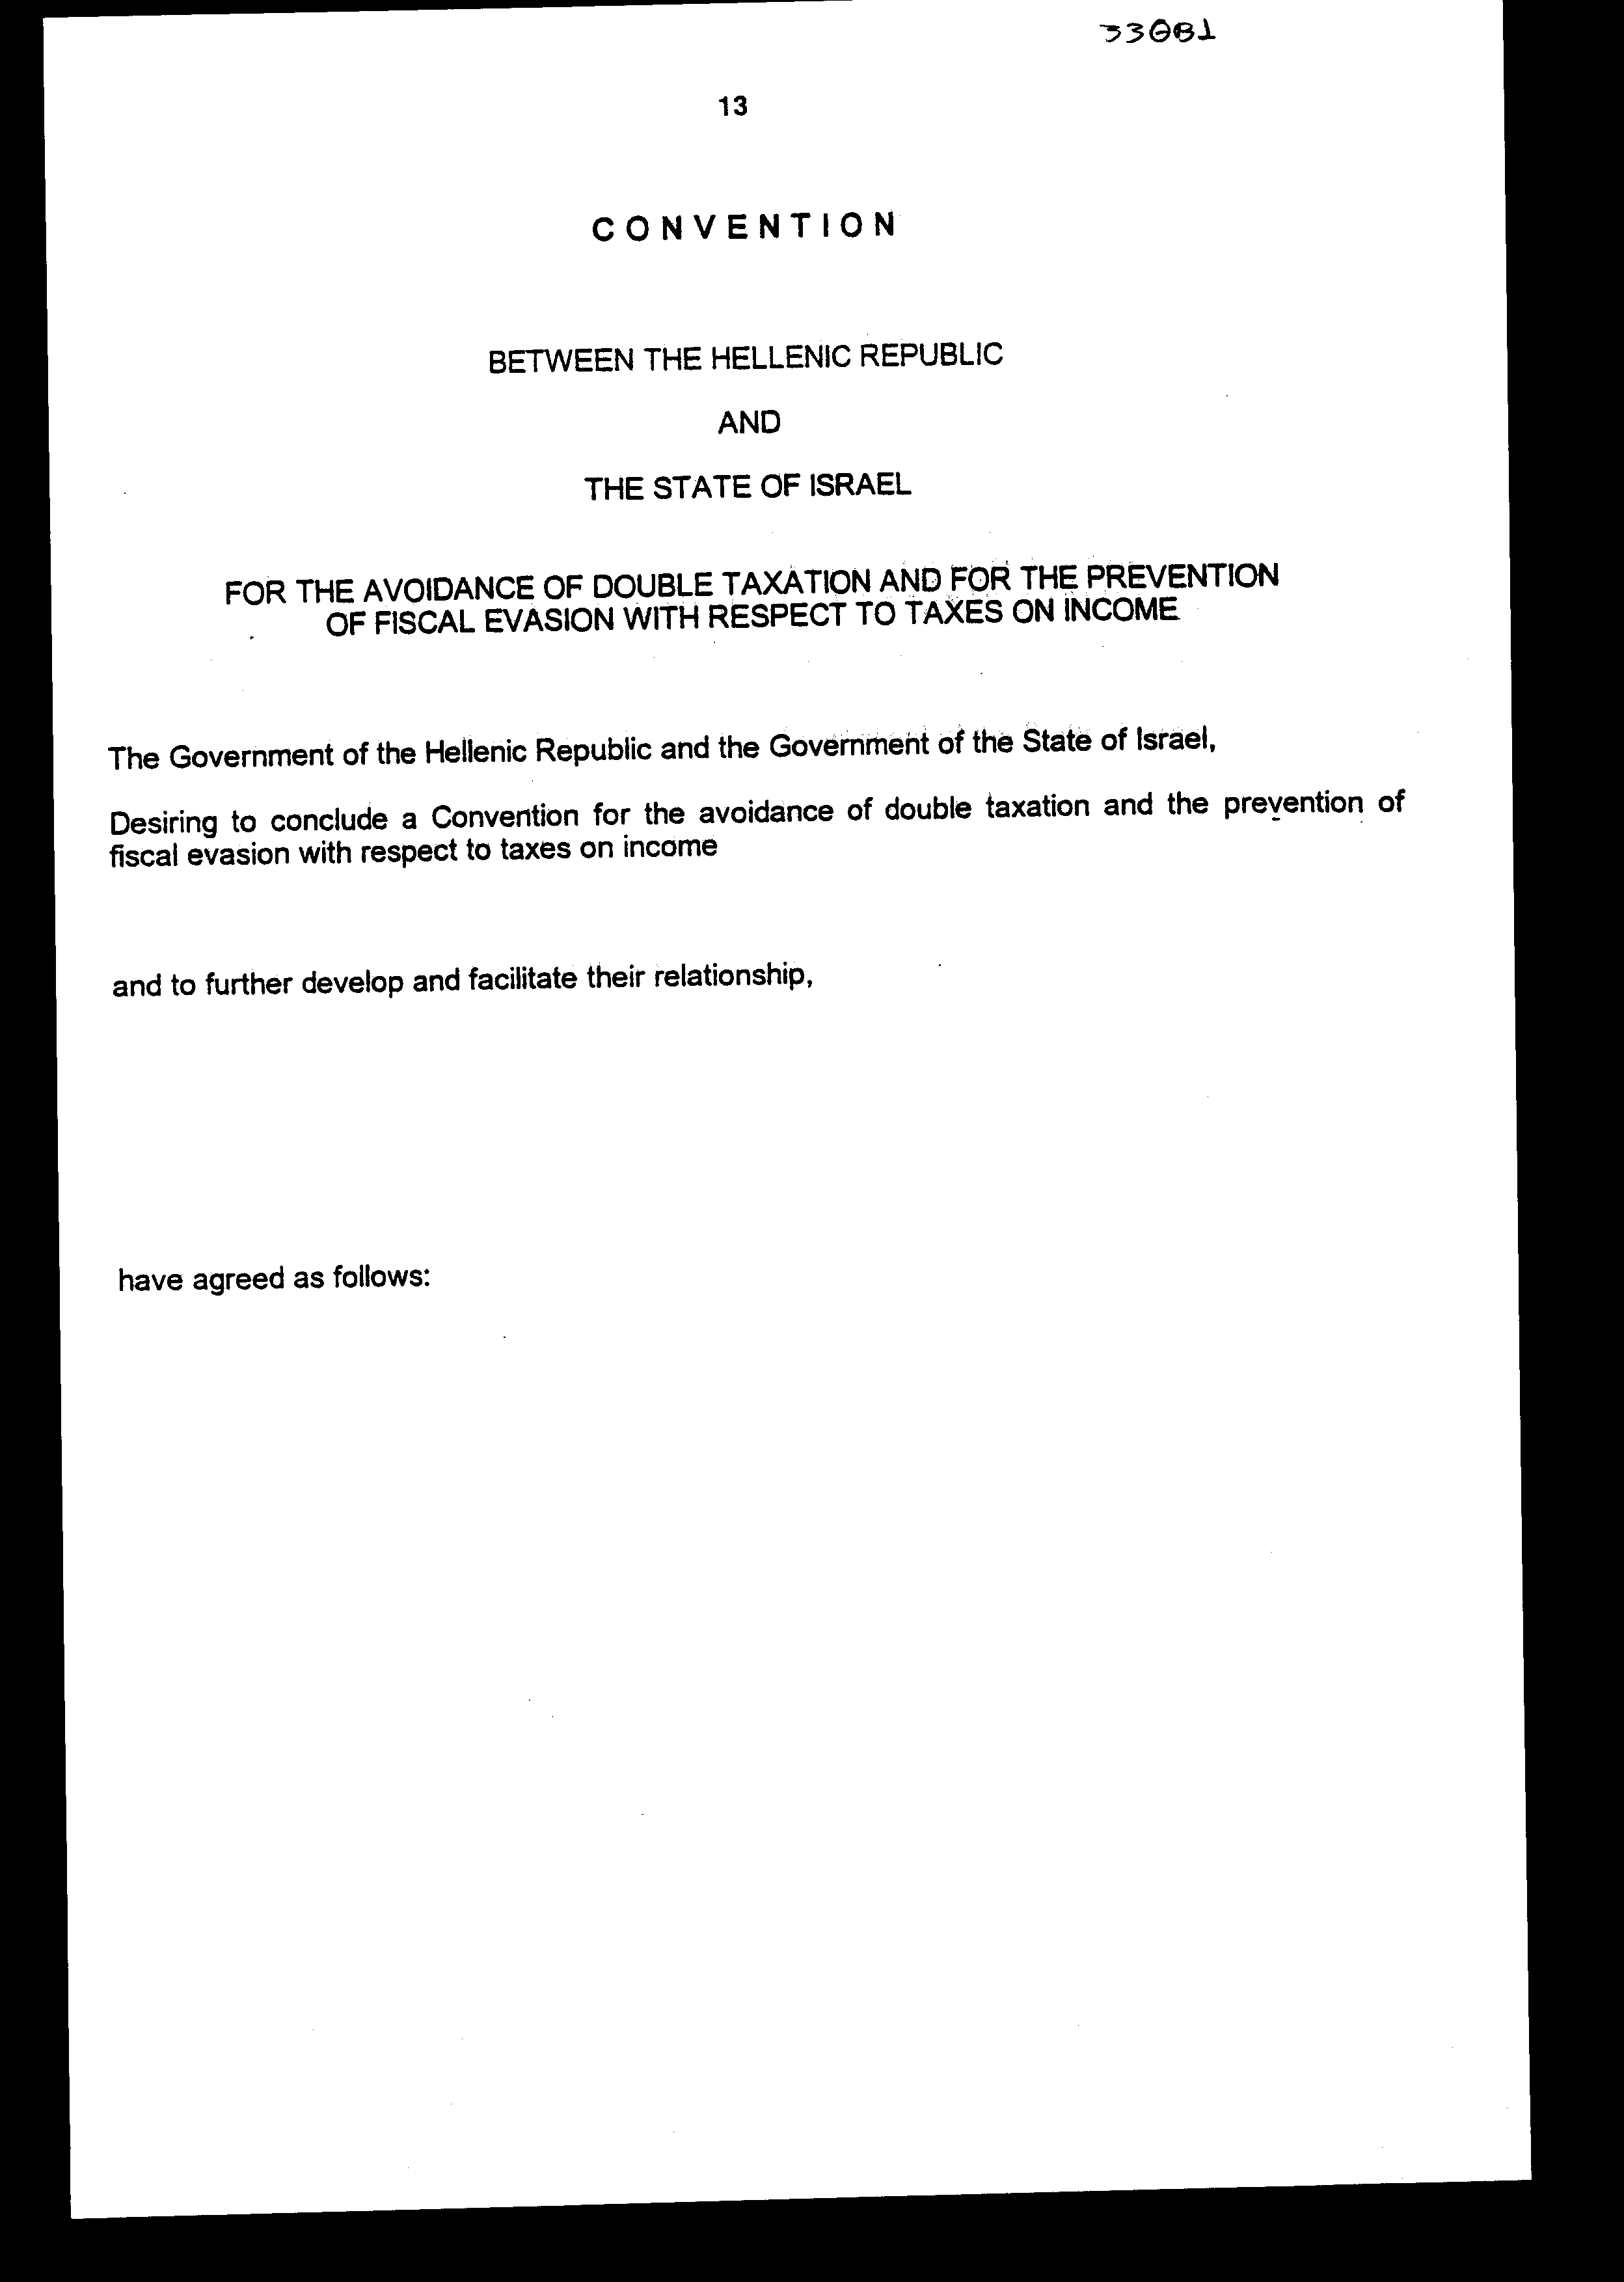 33081
13
CONVENTION
BETWEEN THE HELLENIC REPUBLIC
AND
THE STATE OF ISRAEL
FOR THE AVOIDANCE OF DOUBLE TAXATION AND FOR THE PREVENTION
OF FISCAL EVASION WITH RESPECT TO TAXES ON INCOME
The Government of the Hellenic Republic and the Government of the State of Israel,
Desiring to conclude a Convention for the avoidance of double taxation and the prevention of
fiscal evasion with respect to taxes on income
and to further develop and facilitate their relationship,
have agreed as follows: